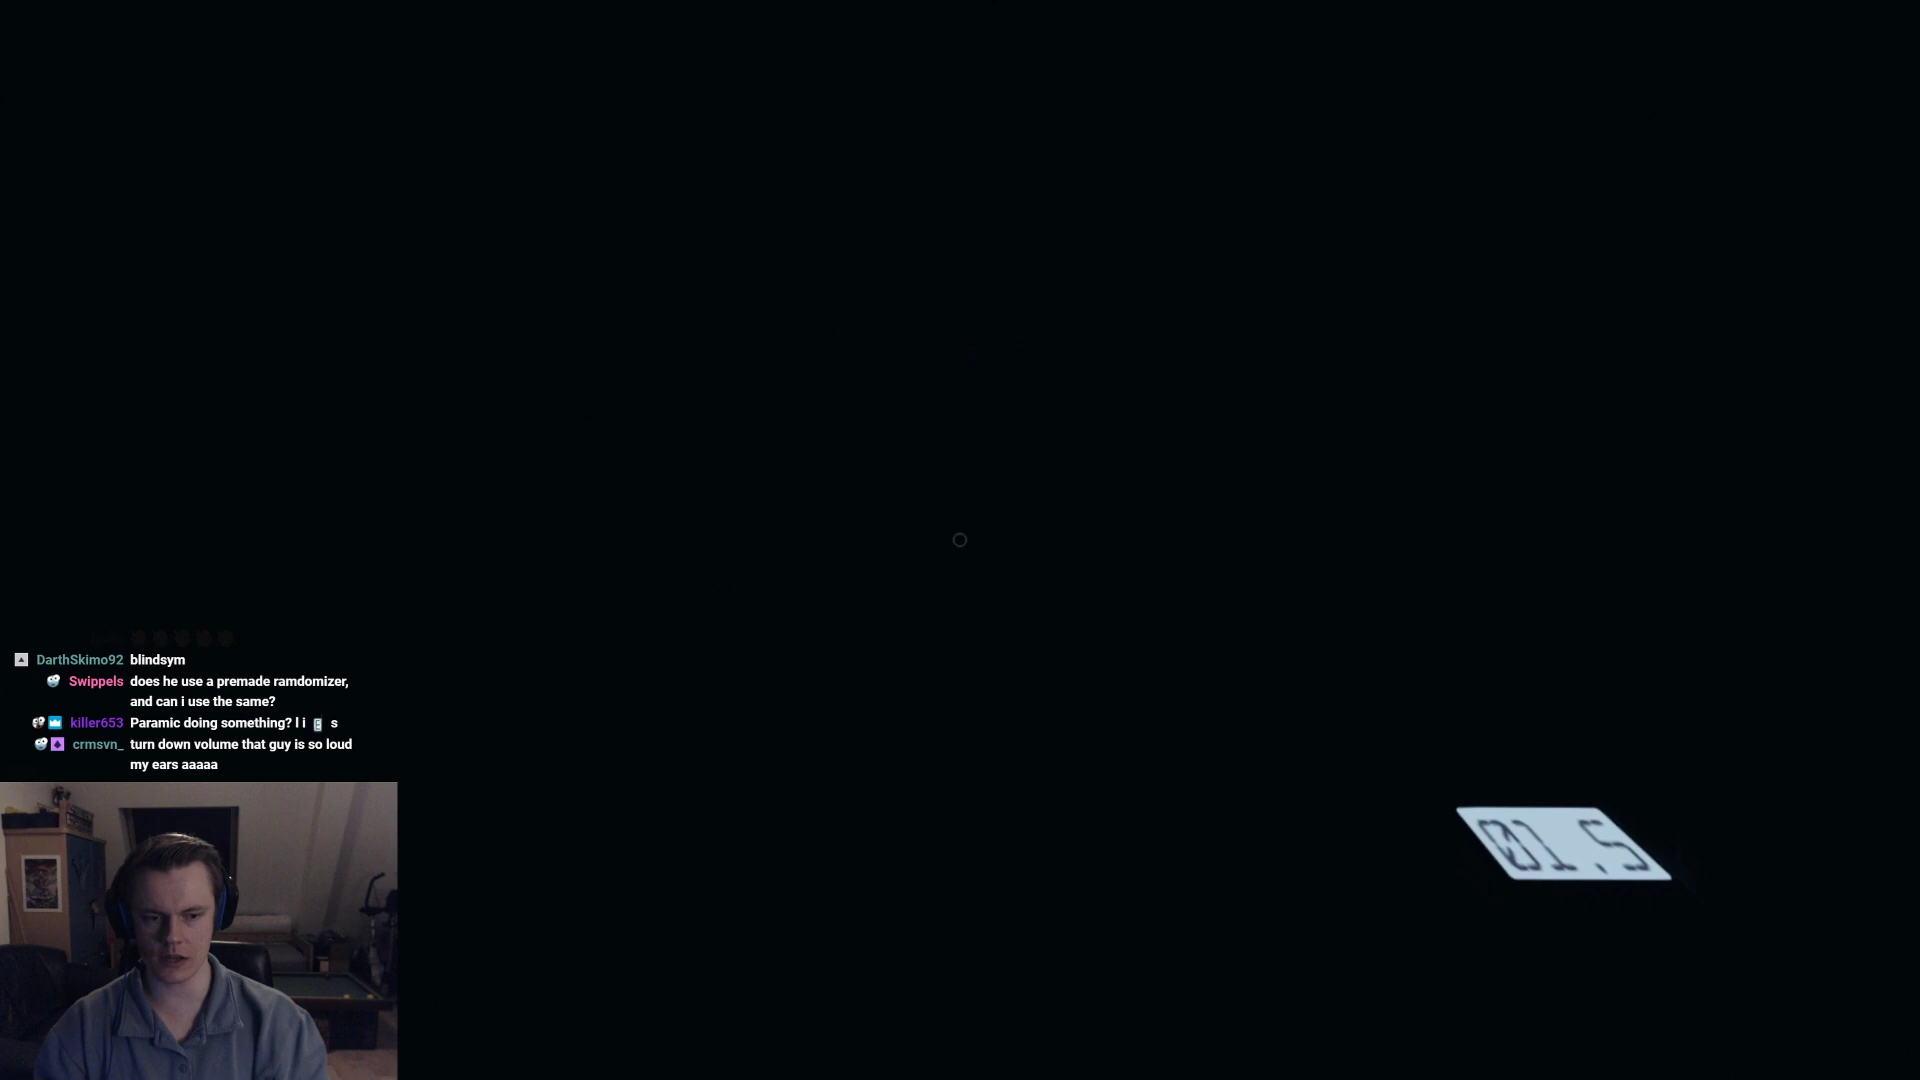 DarthSkimo92 blindsym
Swippels does he use a premade ramdomizer,
and can i use the same?
killer653 Paramic doing something? l i s
crmsvn_ turn down volume that guy is so loud
my ears aaaaa
01.5